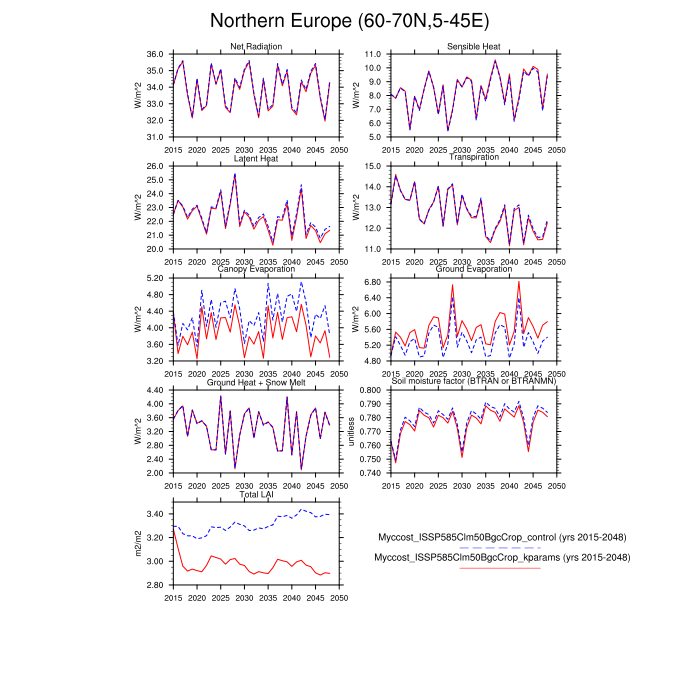 Northern Europe (60-70N,5-45E)
Net Radiation
Sensible Heat
36.0
35.0
34.0
33.0
32.0
31.0
W/m^2
2015 2020 2025 2030 2035 2040 2045 2050
11.0
10.0
9.0
8.0
7.0
6.0
5.0
W/m^2
2015 2020 2025 2030 2035 2040 2045 2050
Latent Heat
Transpiration
26.0
25.0
24.0
23.0
22.0
21.0
20.0
W/m^2
2015 2020 2025 2030 2035 2040 2045 2050
15.0
14.0
13.0
12.0
11.0
W/m^2
2015 2020 2025 2030 2035 2040 2045 2050
Canopy Evaporation
Ground Evaporation
5.20
4.80
4.40
4.00
3.60
3.20
W/m^2
2015 2020 2025 2030 2035 2040 2045 2050
6.80
6.40
6.00
5.60
5.20
4.80
W/m^2
2015 2020 2025 2030 2035 2040 2045 2050
Ground Heat + Snow Melt
Soil moisture factor (BTRAN or BTRANMN)
4.40
4.00
3.60
3.20
2.80
2.40
2.00
W/m^2
2015 2020 2025 2030 2035 2040 2045 2050
0.800
0.790
0.780
0.770
0.760
0.750
0.740
unitless
2015 2020 2025 2030 2035 2040 2045 2050
Total LAI
3.60
3.40
3.20
3.00
2.80
m2/m2
2015 2020 2025 2030 2035 2040 2045 2050
Myccost_ISSP585Clm50BgcCrop_control (yrs 2015-2048)
Myccost_ISSP585Clm50BgcCrop_kparams (yrs 2015-2048)